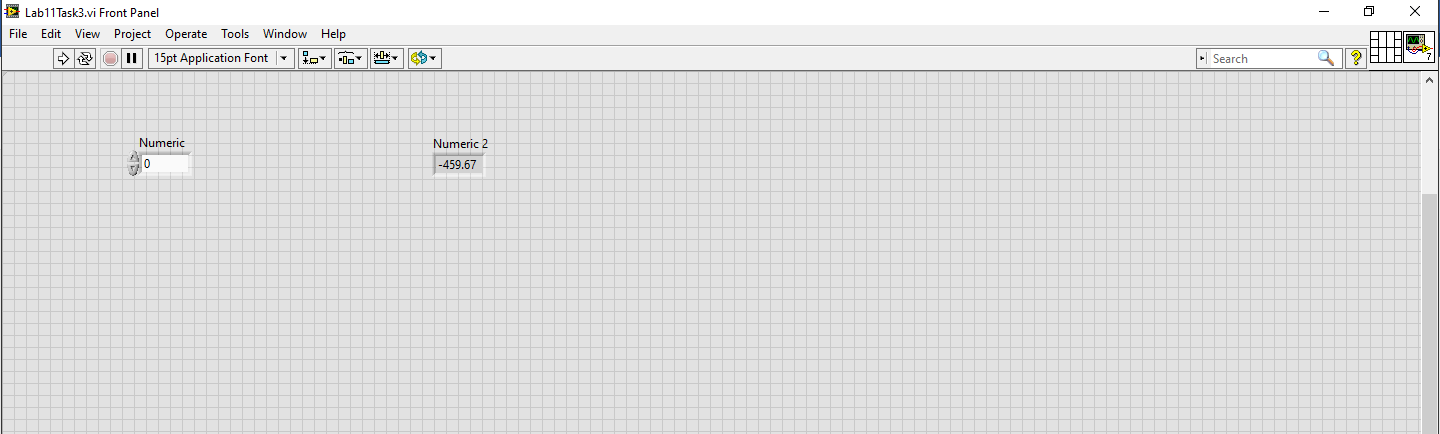 Lab11Task3.vi Front Panel
File Edit View Project Operate Tools Window Help
15pt Application Font
Search
?
7
Numeric
0
Numeric 2
-459.67